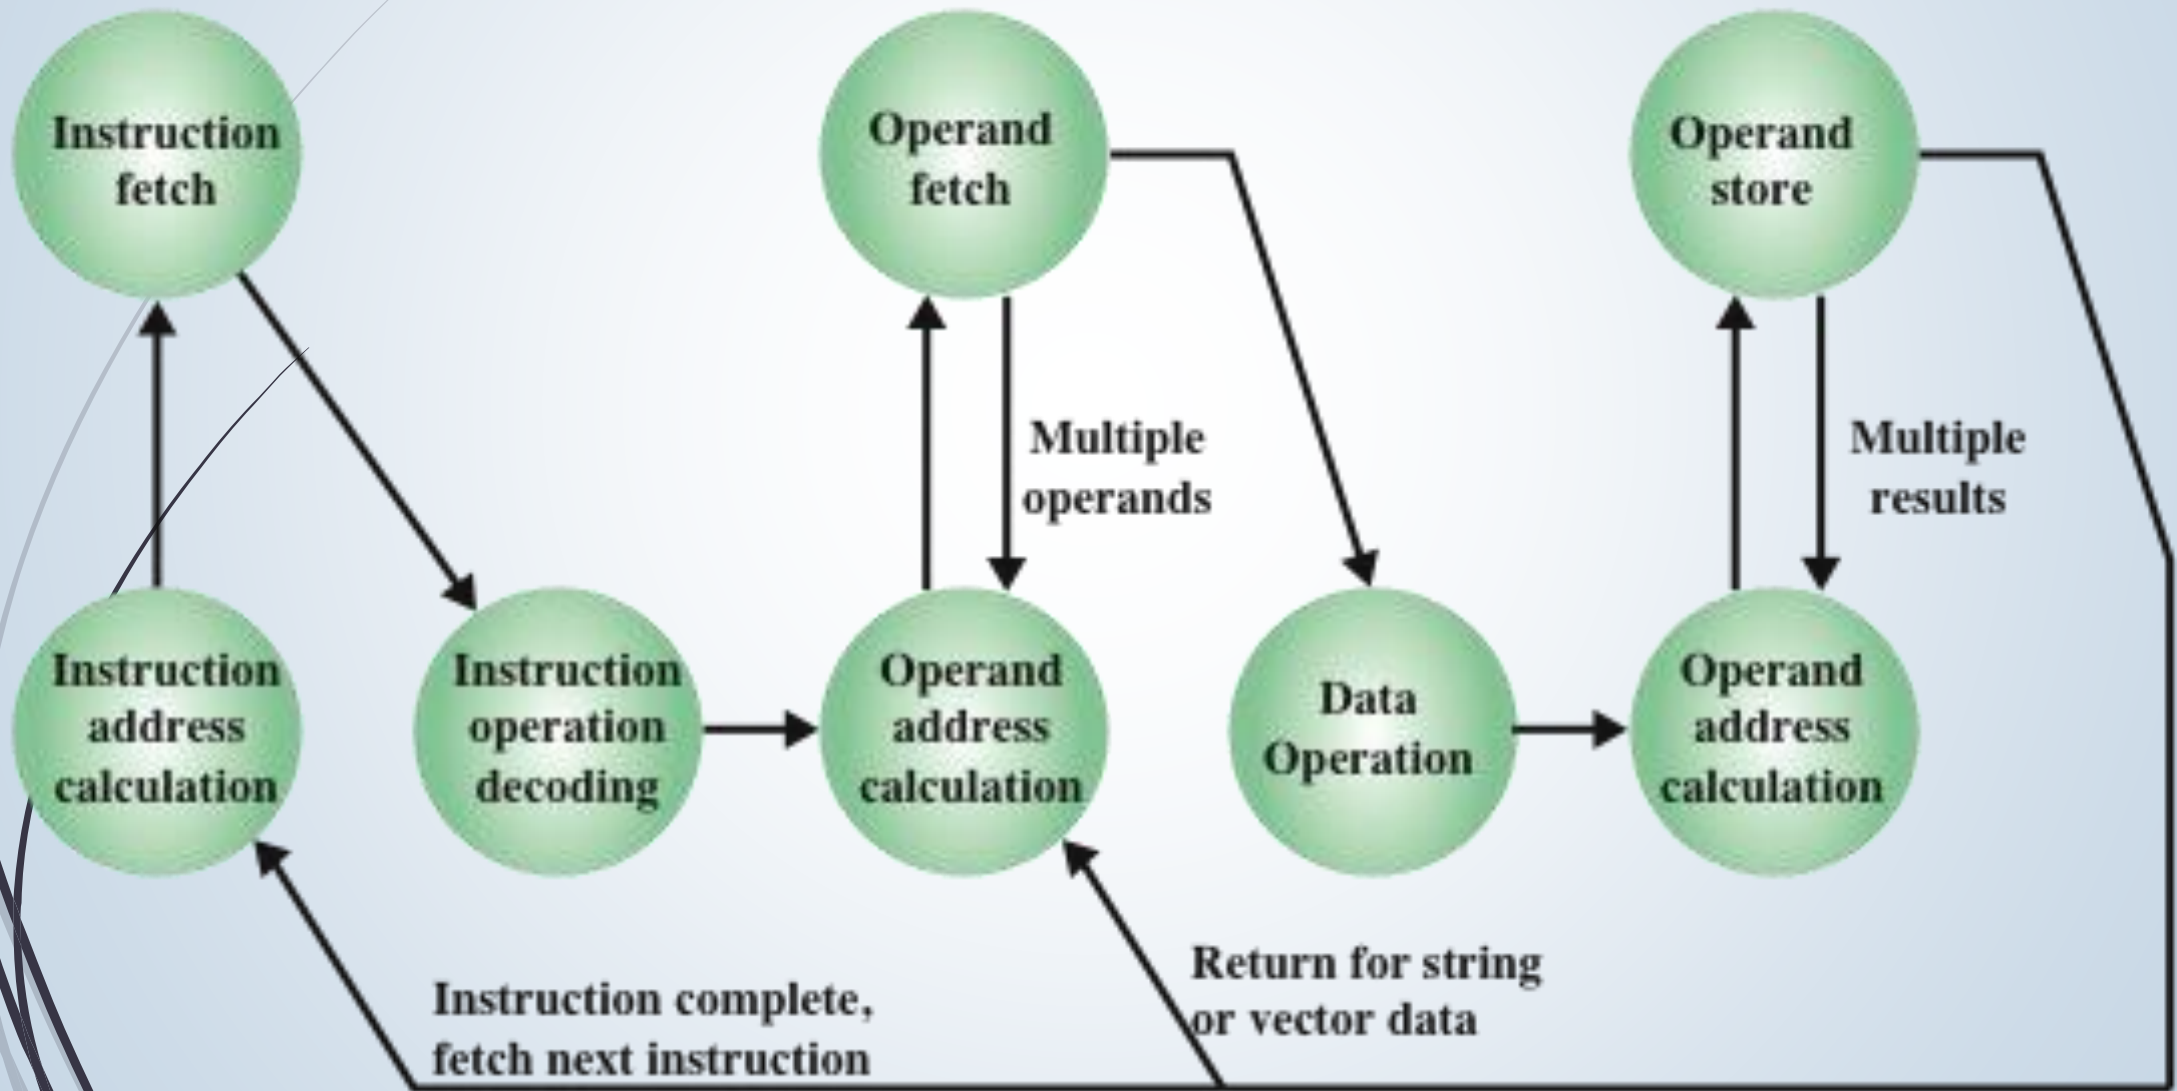 Instruction
fetch
Operand
fetch
Operand
store
Multiple
operands
Multiple
results
Instruction
address
calculation
Instruction
operation
decoding
Operand
address
calculation
Data
Operation
Operand
address
calculation
Instruction complete,
fetch next instruction
Return for string
or vector data